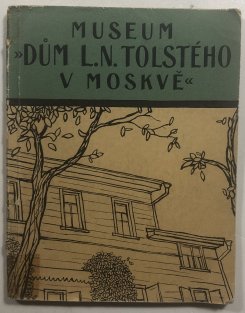 MUSEUM
»DŮM L.N. TOLSTÉHO
V MOSKVĚ«